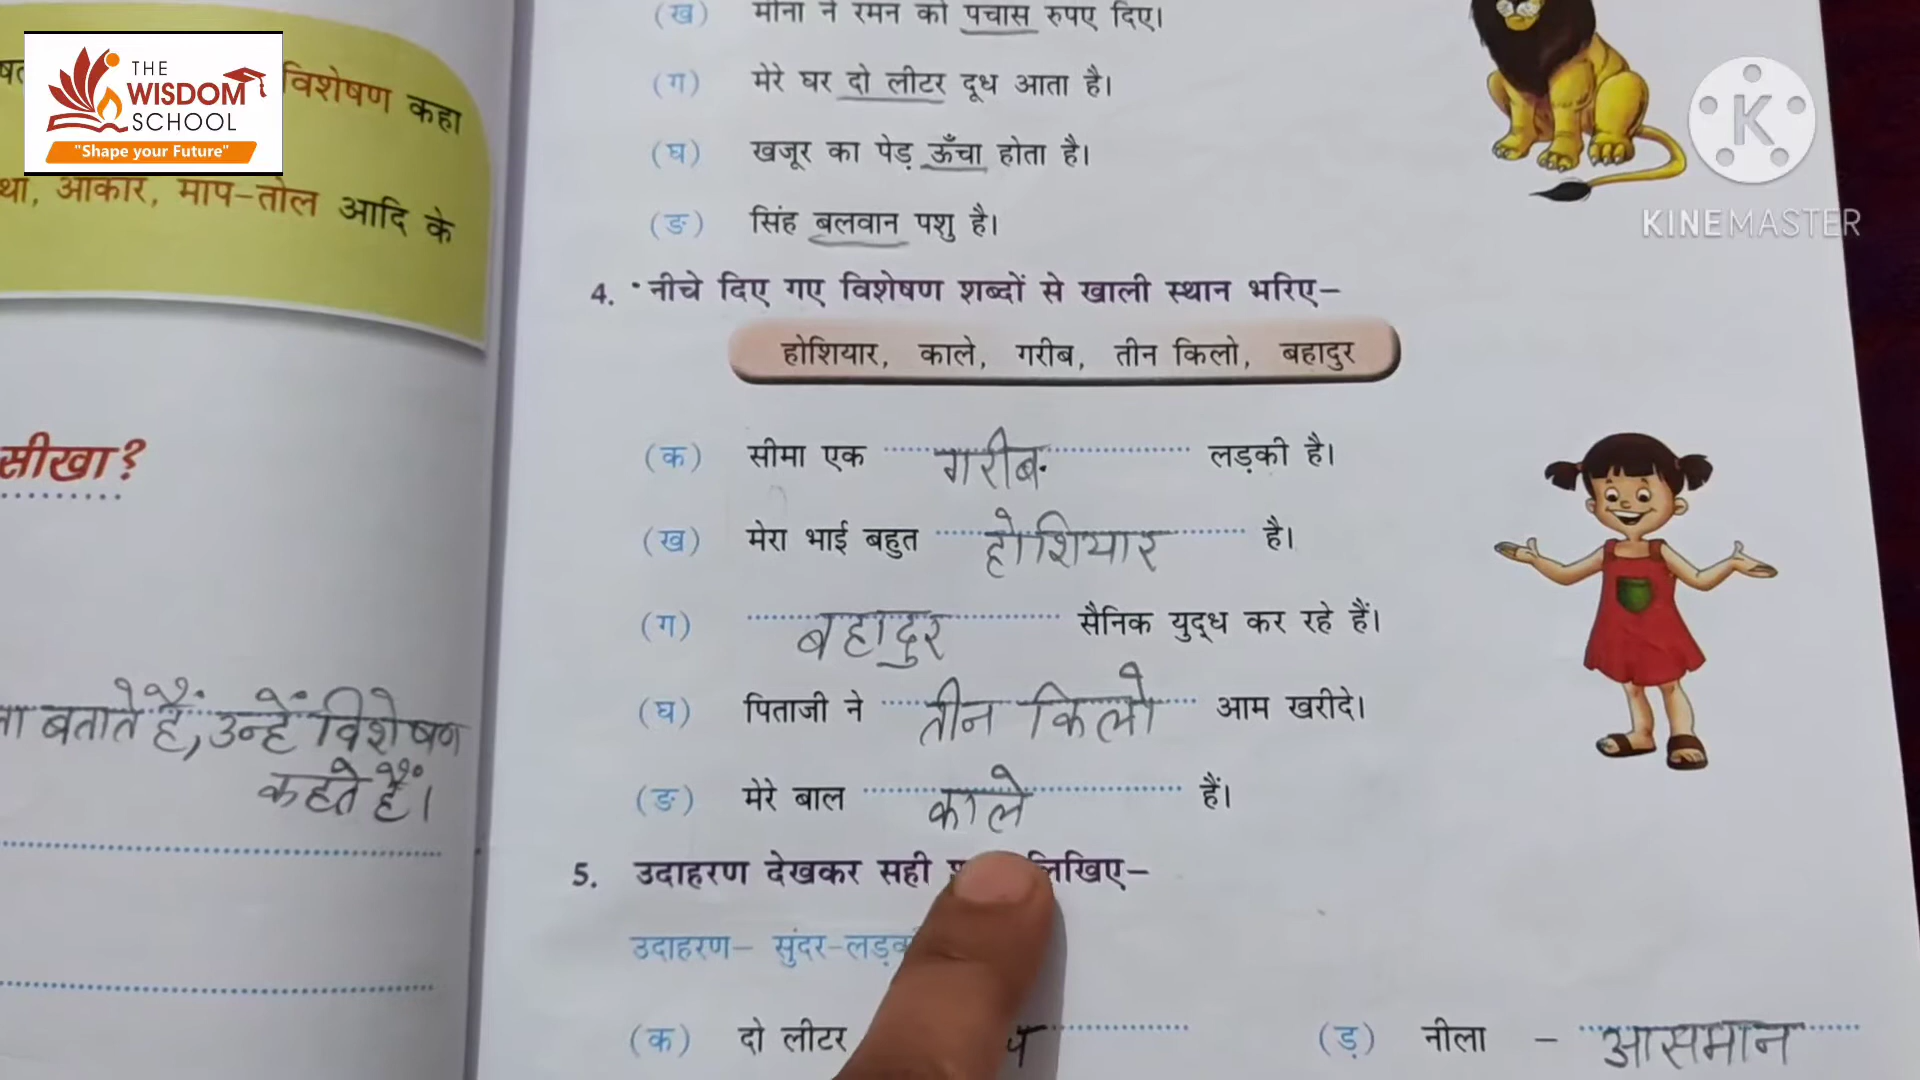 THE
WISDOM
SCHOOL
"Shape your Future"
विशेषण कहा
था, आकार, माप-तोल आदि के
सीखा?
बताते हैं, उन्हें विशेषण
कहते हैं।
(ख) मीना ने रमन को पचास रुपए दिए।
(ग) मेरे घर दो लीटर दूध आता है।
(घ) खजूर का पेड़ ऊँचा होता है।
(ङ) सिंह बलवान पशु है।
4. नीचे दिए गए विशेषण शब्दों से खाली स्थान भरिए–
होशियार, काले, गरीब, तीन किलो, बहादुर
(क) सीमा एक गरीब लड़की है।
(ख) मेरा भाई बहुत होशियार है।
(ग) बहादुर सैनिक युद्ध कर रहे हैं।
(घ) पिताजी ने तीन किलो आम खरीदे।
(ङ) मेरे बाल काले हैं।
5. उदाहरण देखकर सही लिखिए–
उदाहरण– सुंदर-
(क) दो लीटर
(ड़) नीला – आसमान
K
KINEMASTER